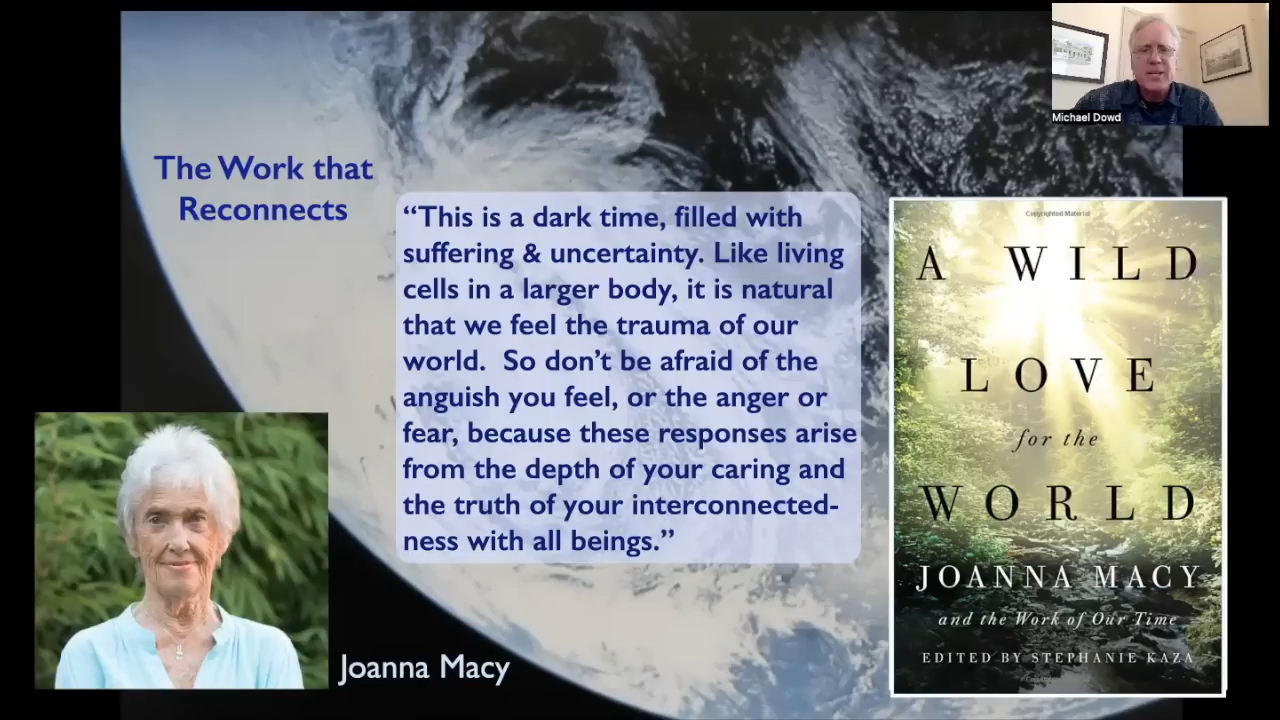 Michael Dowd
The Work that
Reconnects
“This is a dark time, filled with
suffering & uncertainty. Like living
cells in a larger body, it is natural
that we feel the trauma of our
world.  So don’t be afraid of the
anguish you feel, or the anger or
fear, because these responses arise
from the depth of your caring and
the truth of your interconnected-
ness with all beings.”
Joanna Macy
Copyrighted Material
A WILD
LOVE
for the
WORLD
JOANNA MACY
and the Work of Our Time
EDITED BY STEPHANIE KAZA